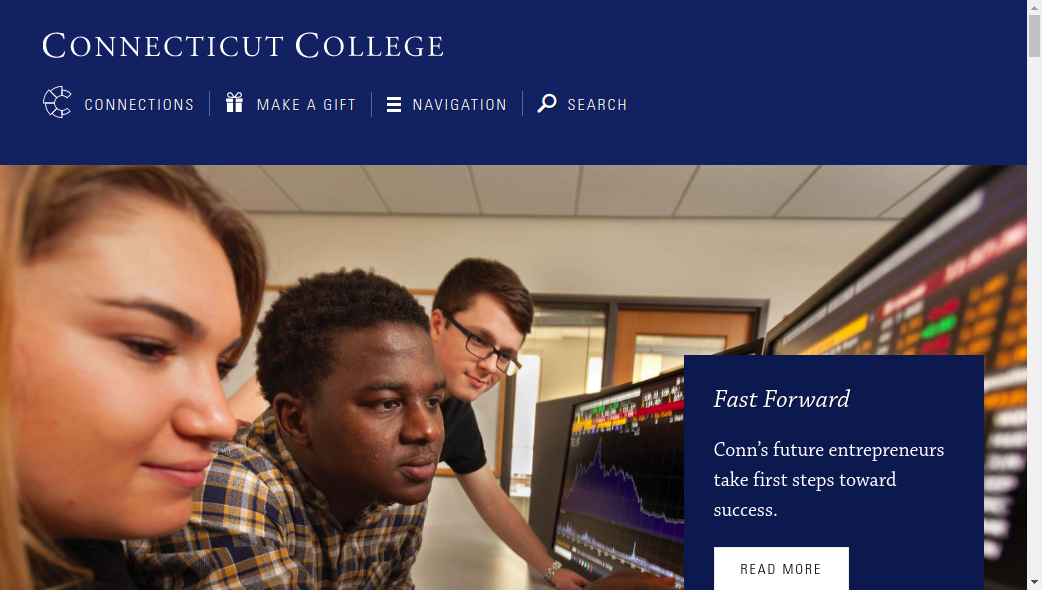 CONNECTICUT COLLEGE
CONNECTIONS
MAKE A GIFT
NAVIGATION
SEARCH
Fast Forward
Conn's future entrepreneurs
take first steps toward
success.
READ MORE